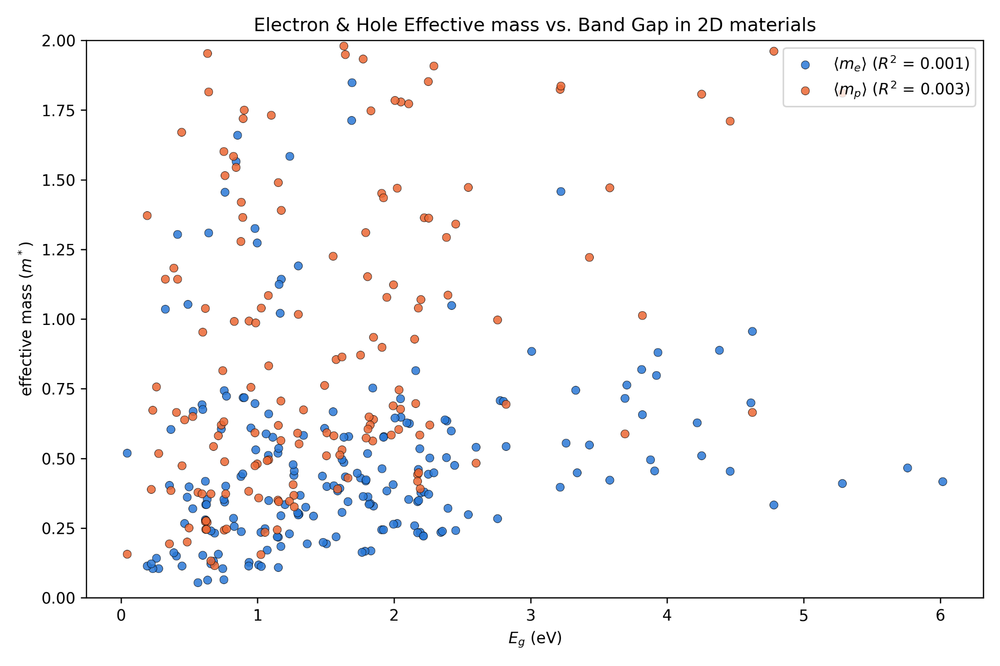 Electron & Hole Effective mass vs. Band Gap in 2D materials
⟨mₑ⟩ (R² = 0.001)
⟨mₚ⟩ (R² = 0.003)
effective mass (m*)
2.00
1.75
1.50
1.25
1.00
0.75
0.50
0.25
0.00
0 1 2 3 4 5 6
E_g (eV)